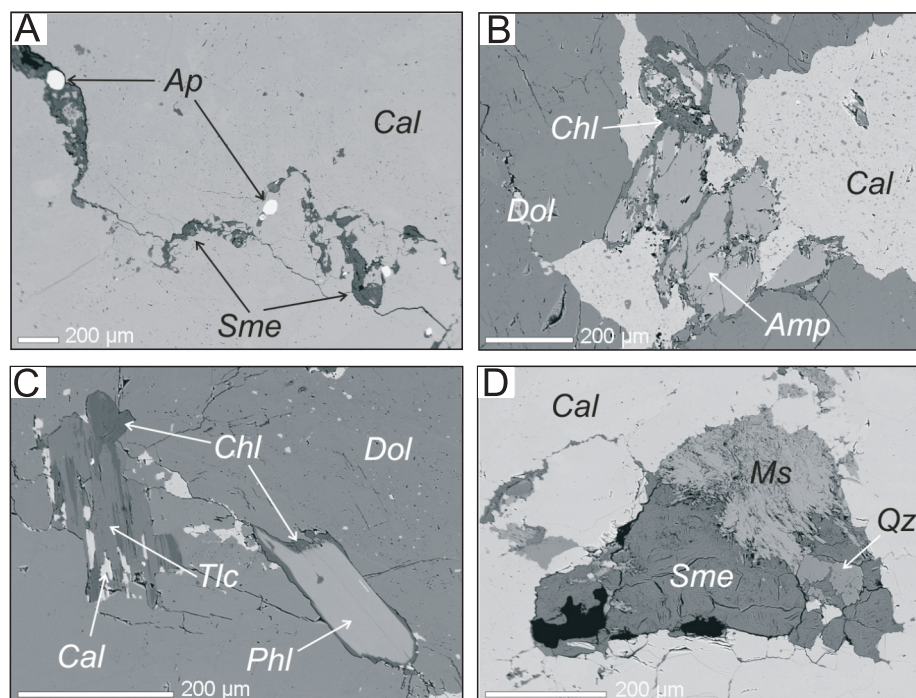 A
Ap
Cal
Sme
200 µm
B
Chl
Cal
Dol
Amp
200 µm
C
Chl
Dol
Tlc
Cal
Phl
200 µm
D
Cal
Ms
Qz
Sme
200 µm